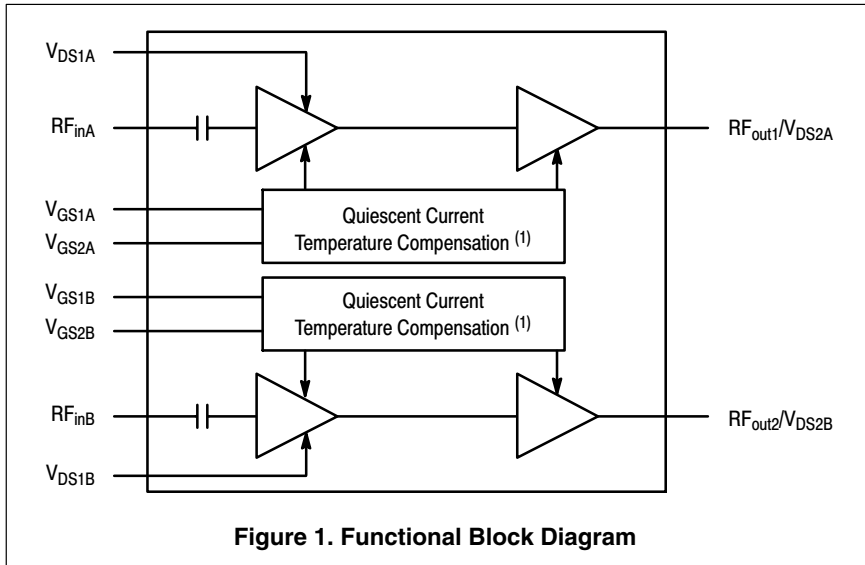 V_DS1A
RF_inA
RF_out1/V_DS2A
V_GS1A
V_GS2A
Quiescent Current
Temperature Compensation (1)
V_GS1B
V_GS2B
Quiescent Current
Temperature Compensation (1)
RF_inB
RF_out2/V_DS2B
V_DS1B
Figure 1. Functional Block Diagram